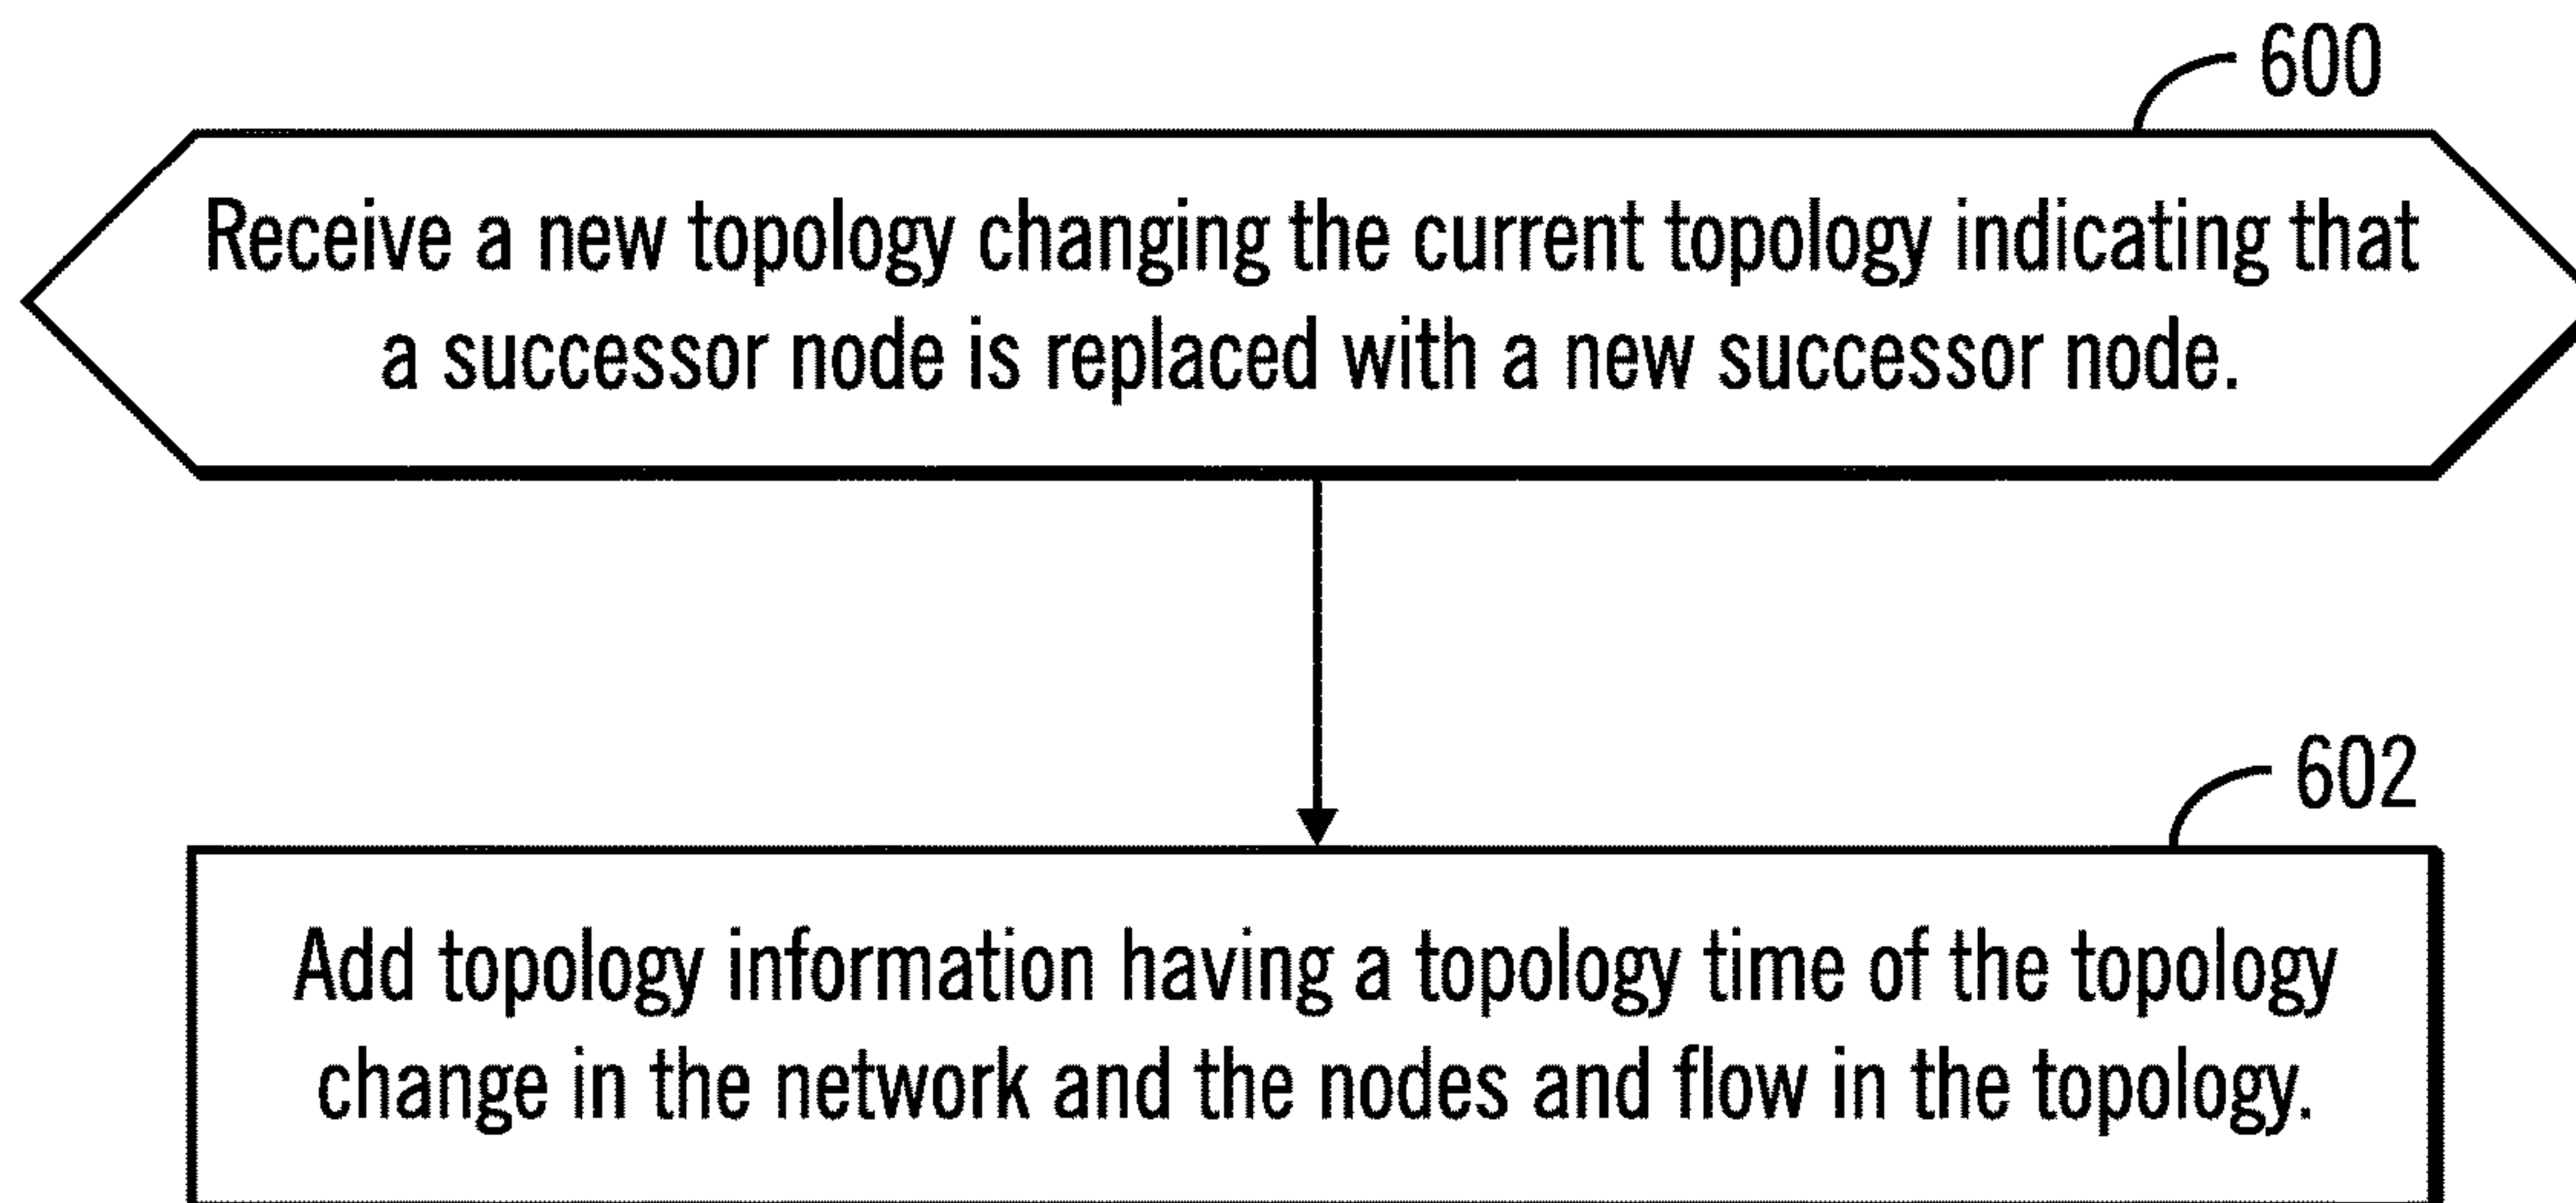 600
Receive a new topology changing the current topology indicating that
a successor node is replaced with a new successor node.
602
Add topology information having a topology time of the topology
change in the network and the nodes and flow in the topology.